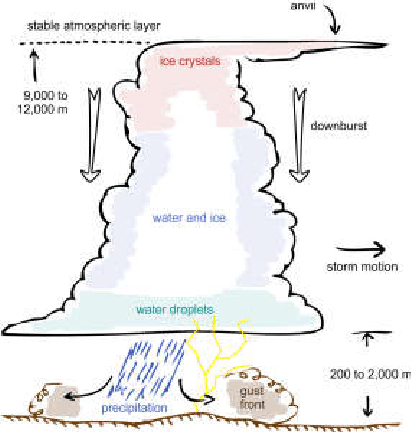 anvil
stable atmospheric layer
ice crystals
9,000 to
12,000 m
downburst
water and ice
storm motion
water droplets
200 to 2,000 m
gust
front
precipitation